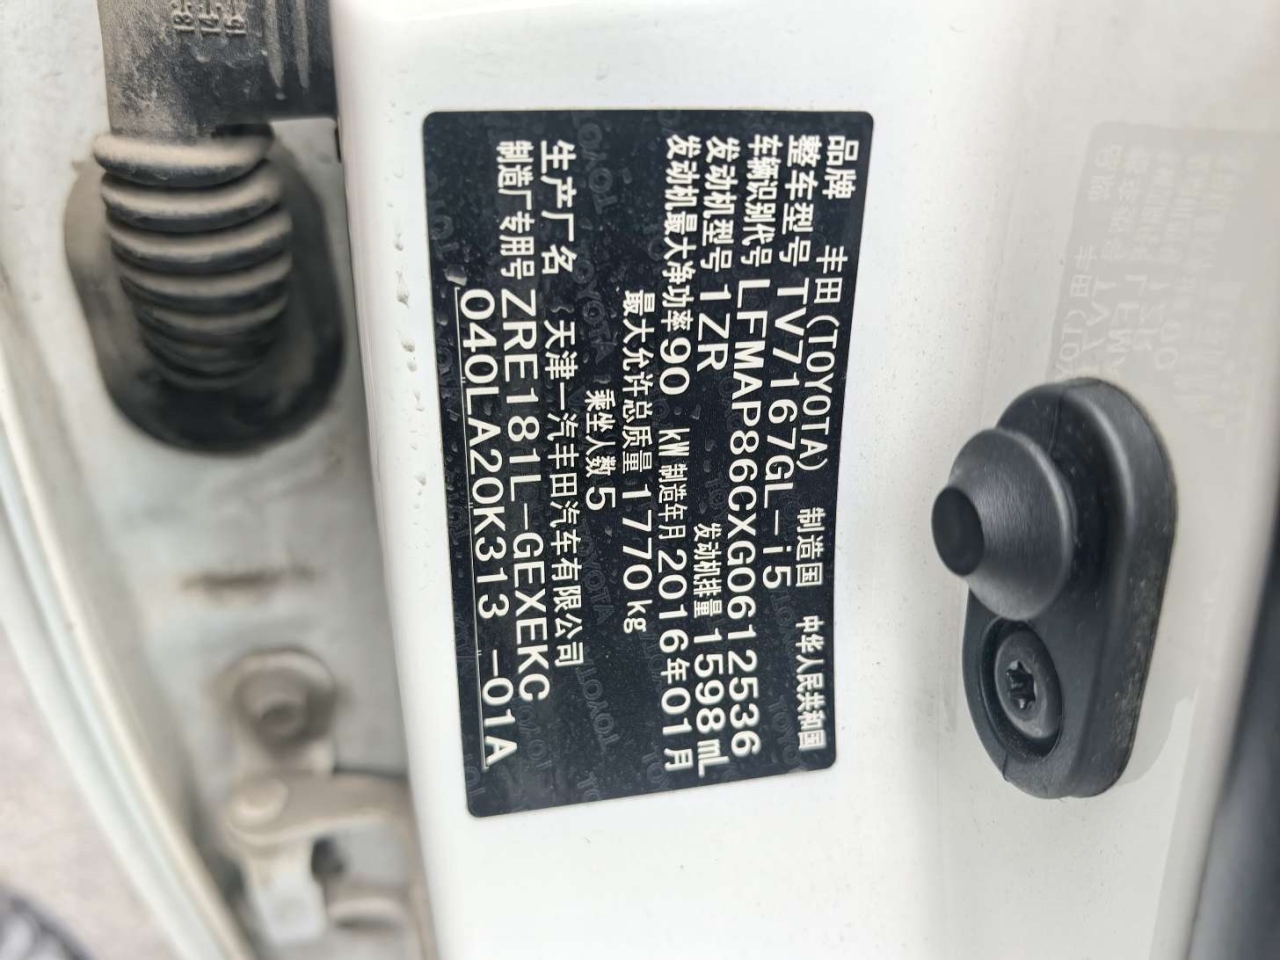 品牌 丰田(TOYOTA) 制造国 中华人民共和国
整车型号 TV7167GL-i5
车辆识别代号 LFMAP86CXG0612536
发动机型号 1ZR 发动机排量 1598mL
发动机最大净功率 90 kW 制造年月 2016年01月
最大允许总质量 1770kg
乘坐人数 5
生产厂名 天津一汽丰田汽车有限公司
制造厂专用号 ZRE181L-GEXEKC
040LA20K313 -01A